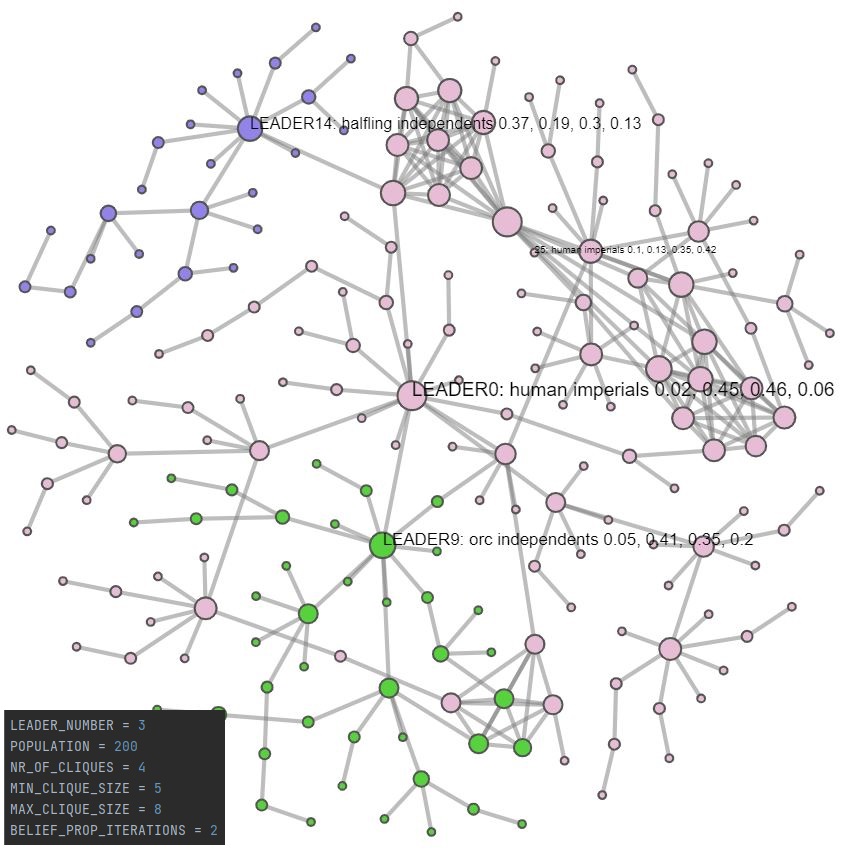 LEADER14: halfling independents 0.37, 0.19, 0.3, 0.13
25: human imperials 0.1, 0.13, 0.35, 0.42
LEADER0: human imperials 0.02, 0.45, 0.46, 0.06
LEADER9: orc independents 0.05, 0.41, 0.35, 0.2
LEADER_NUMBER = 3
POPULATION = 200
NR_OF_CLIQUES = 4
MIN_CLIQUE_SIZE = 5
MAX_CLIQUE_SIZE = 8
BELIEF_PROP_ITERATIONS = 2